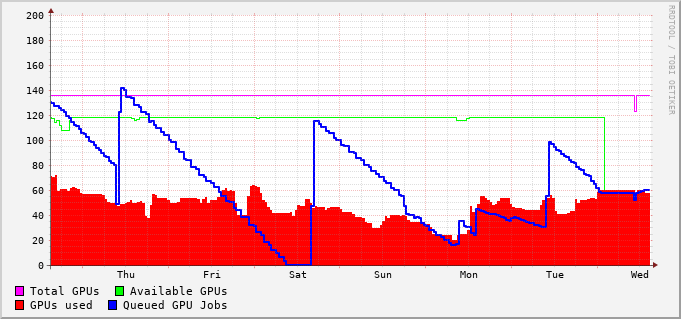 200
180
160
140
120
100
80
60
40
20
0
Thu Fri Sat Sun Mon Tue Wed
Total GPUs Available GPUs
GPUs used Queued GPU Jobs
RRDTOOL / TOBI OETIKER